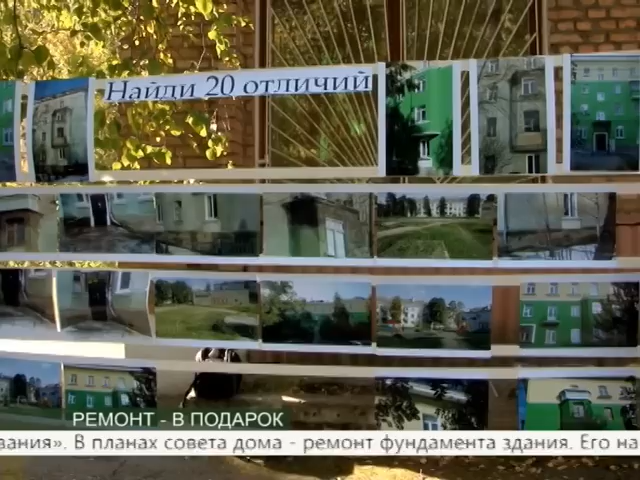 Найди 20 отличий
РЕМОНТ - В ПОДАРОК
вания». В планах совета дома - ремонт фундамента здания. Его на